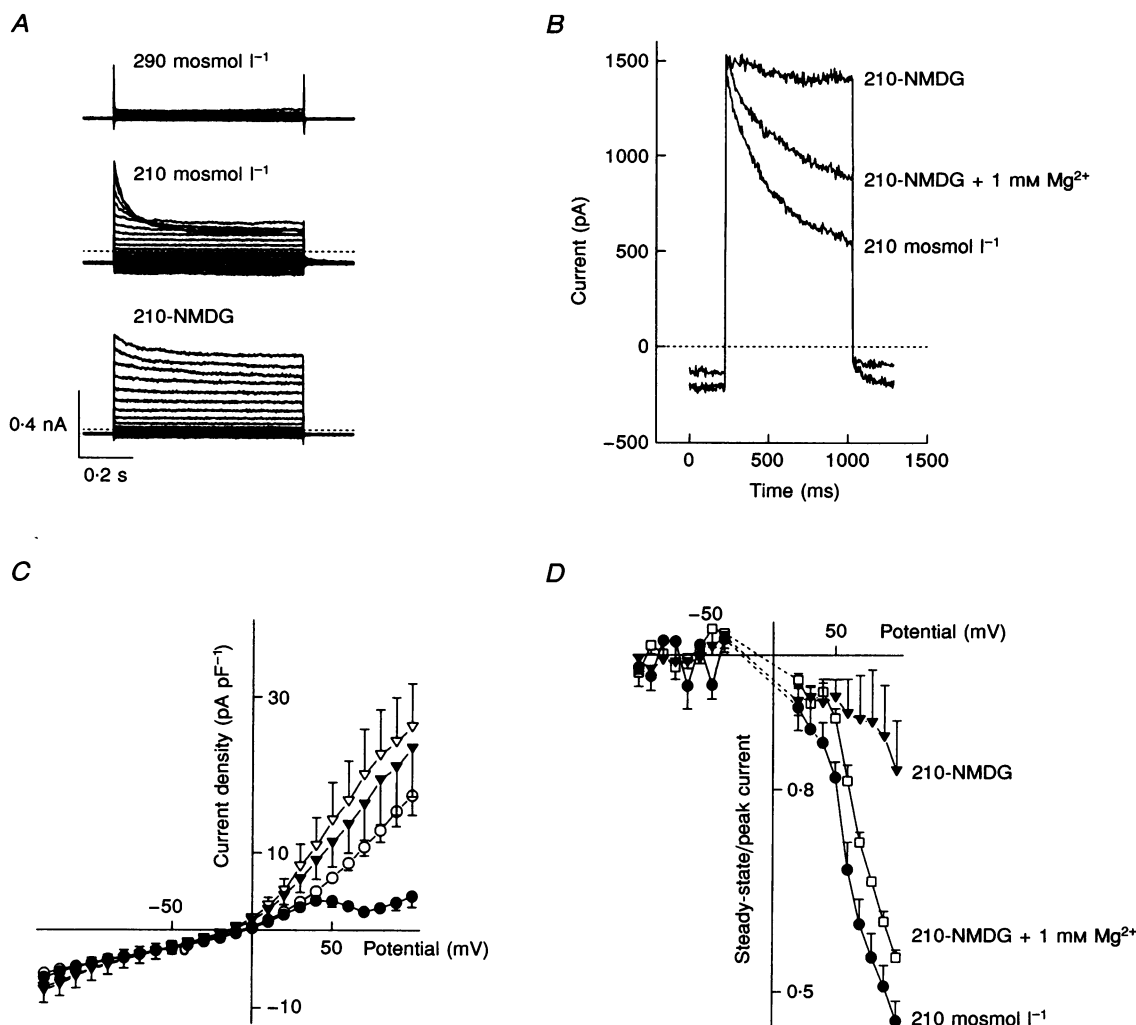 A
290 mosmol l⁻¹
210 mosmol l⁻¹
210-NMDG
0·4 nA
0·2 s
B
1500
1000
500
0
−500
Current (pA)
0
500
1000
1500
Time (ms)
210-NMDG
210-NMDG + 1 mM Mg²⁺
210 mosmol l⁻¹
C
30
10
−10
Current density (pA pF⁻¹)
−50
50
Potential (mV)
D
−50
50
Potential (mV)
0·8
0·5
Steady-state/peak current
210-NMDG
210-NMDG + 1 mM Mg²⁺
210 mosmol l⁻¹